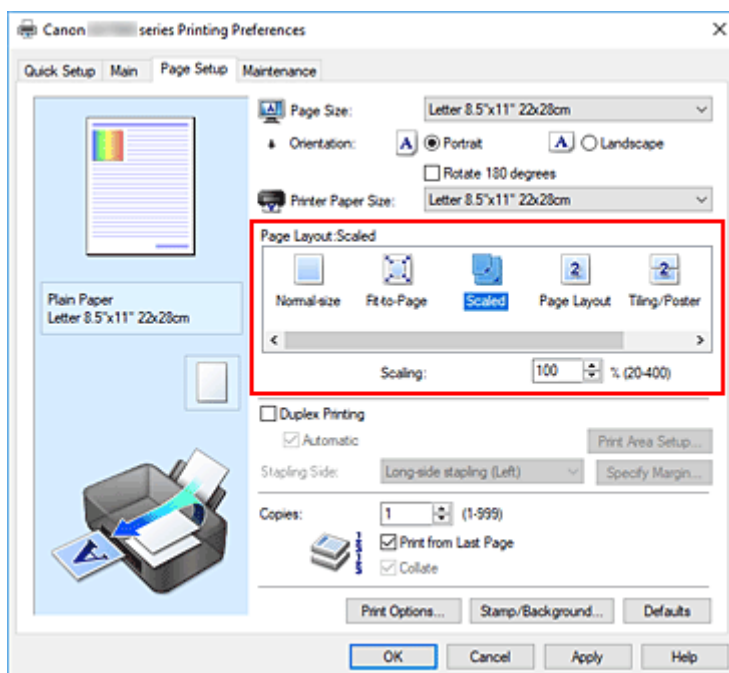 Canon series Printing Preferences
Quick Setup Main Page Setup Maintenance
Page Size: Letter 8.5"x11" 22x28cm
Orientation: A Portrait A Landscape
Rotate 180 degrees
Printer Paper Size: Letter 8.5"x11" 22x28cm
Page Layout:Scaled
Normal-size Fit-to-Page Scaled Page Layout Tiling/Poster
Scaling: 100 % (20-400)
Plain Paper
Letter 8.5"x11" 22x28cm
Duplex Printing
Automatic Print Area Setup...
Stapling Side: Long-side stapling (Left) Specify Margin...
Copies: 1 (1-999)
Print from Last Page
Collate
Print Options... Stamp/Background... Defaults
OK Cancel Apply Help